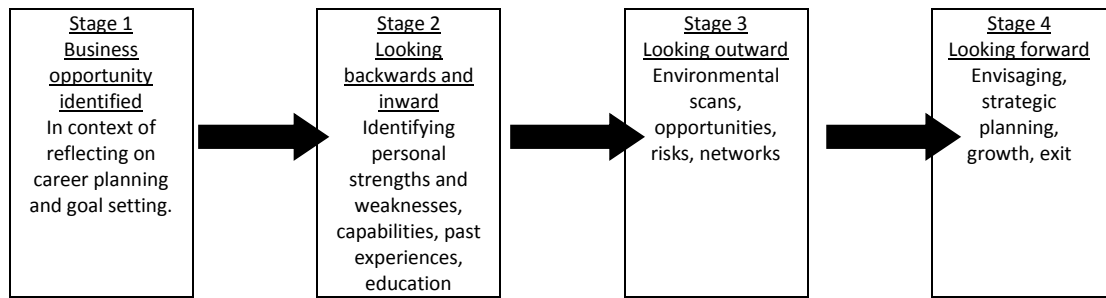 Stage 1
Business
opportunity
identified
In context of
reflecting on
career planning
and goal setting.
Stage 2
Looking
backwards and
inward
Identifying
personal
strengths and
weaknesses,
capabilities, past
experiences,
education
Stage 3
Looking outward
Environmental
scans,
opportunities,
risks, networks
Stage 4
Looking forward
Envisaging,
strategic
planning,
growth, exit